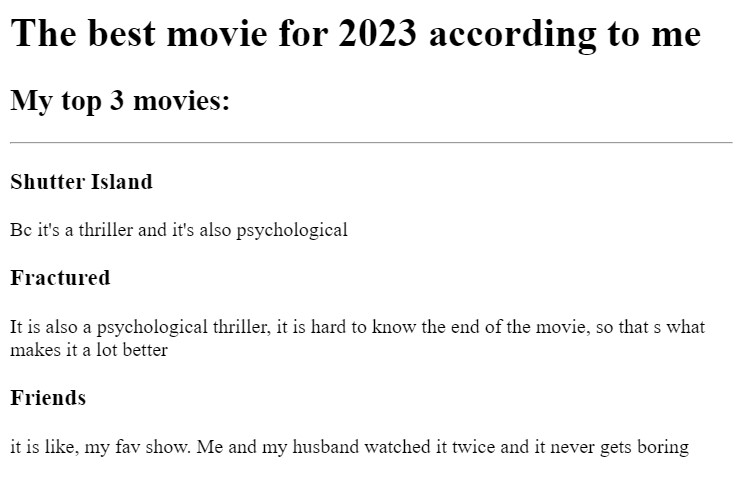 The best movie for 2023 according to me
My top 3 movies:
Shutter Island
Bc it's a thriller and it's also psychological
Fractured
It is also a psychological thriller, it is hard to know the end of the movie, so that s what
makes it a lot better
Friends
it is like, my fav show. Me and my husband watched it twice and it never gets boring